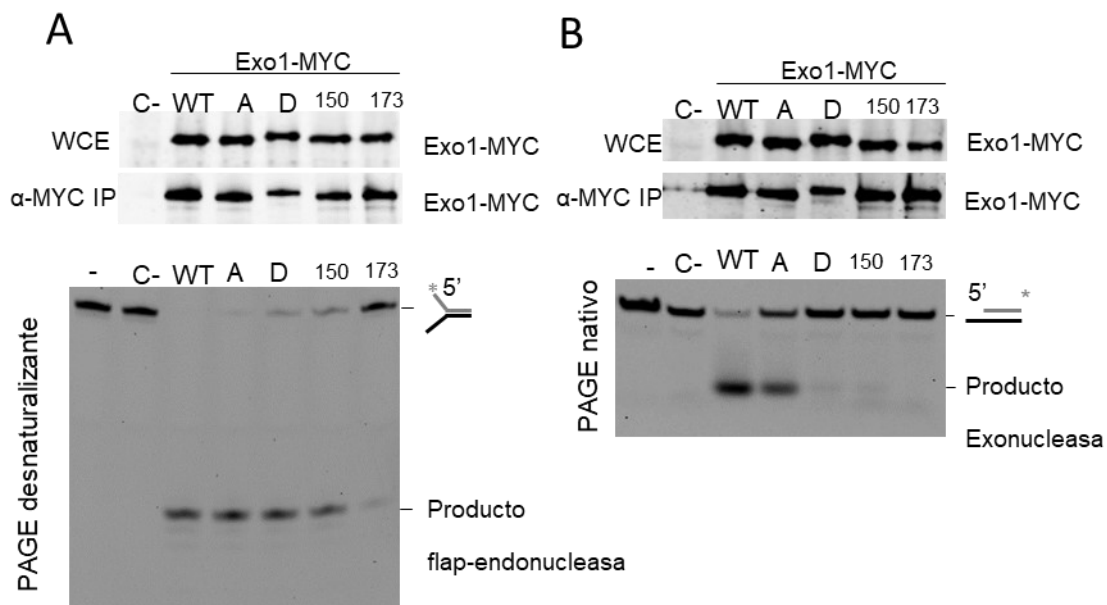 A
Exo1-MYC
C- WT A D 150 173
WCE Exo1-MYC
α-MYC IP Exo1-MYC
- C- WT A D 150 173
* 5'
PAGE desnaturalizante
Producto
flap-endonucleasa
B
Exo1-MYC
C- WT A D 150 173
WCE Exo1-MYC
α-MYC IP Exo1-MYC
- C- WT A D 150 173
5' *
PAGE nativo
Producto
Exonucleasa